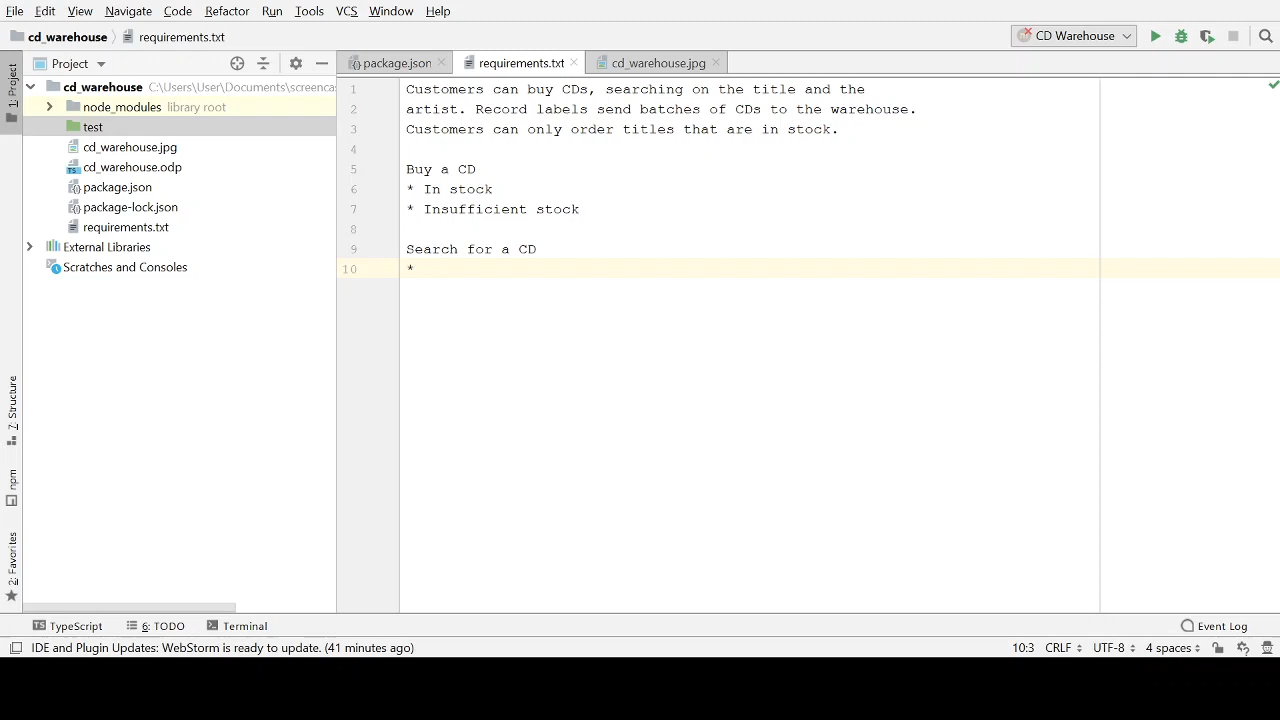 File Edit View Navigate Code Refactor Run Tools VCS Window Help
cd_warehouse requirements.txt CD Warehouse
1: Project
7: Structure
npm
2: Favorites
Project
cd_warehouse C:\Users\User\Documents\screenca
node_modules library root
test
cd_warehouse.jpg
cd_warehouse.odp
package.json
package-lock.json
requirements.txt
External Libraries
Scratches and Consoles
package.json requirements.txt cd_warehouse.jpg
1 Customers can buy CDs, searching on the title and the
2 artist. Record labels send batches of CDs to the warehouse.
3 Customers can only order titles that are in stock.
4
5 Buy a CD
6 * In stock
7 * Insufficient stock
8
9 Search for a CD
10 *
TypeScript 6: TODO Terminal Event Log
IDE and Plugin Updates: WebStorm is ready to update. (41 minutes ago) 10:3 CRLF UTF-8 4 spaces